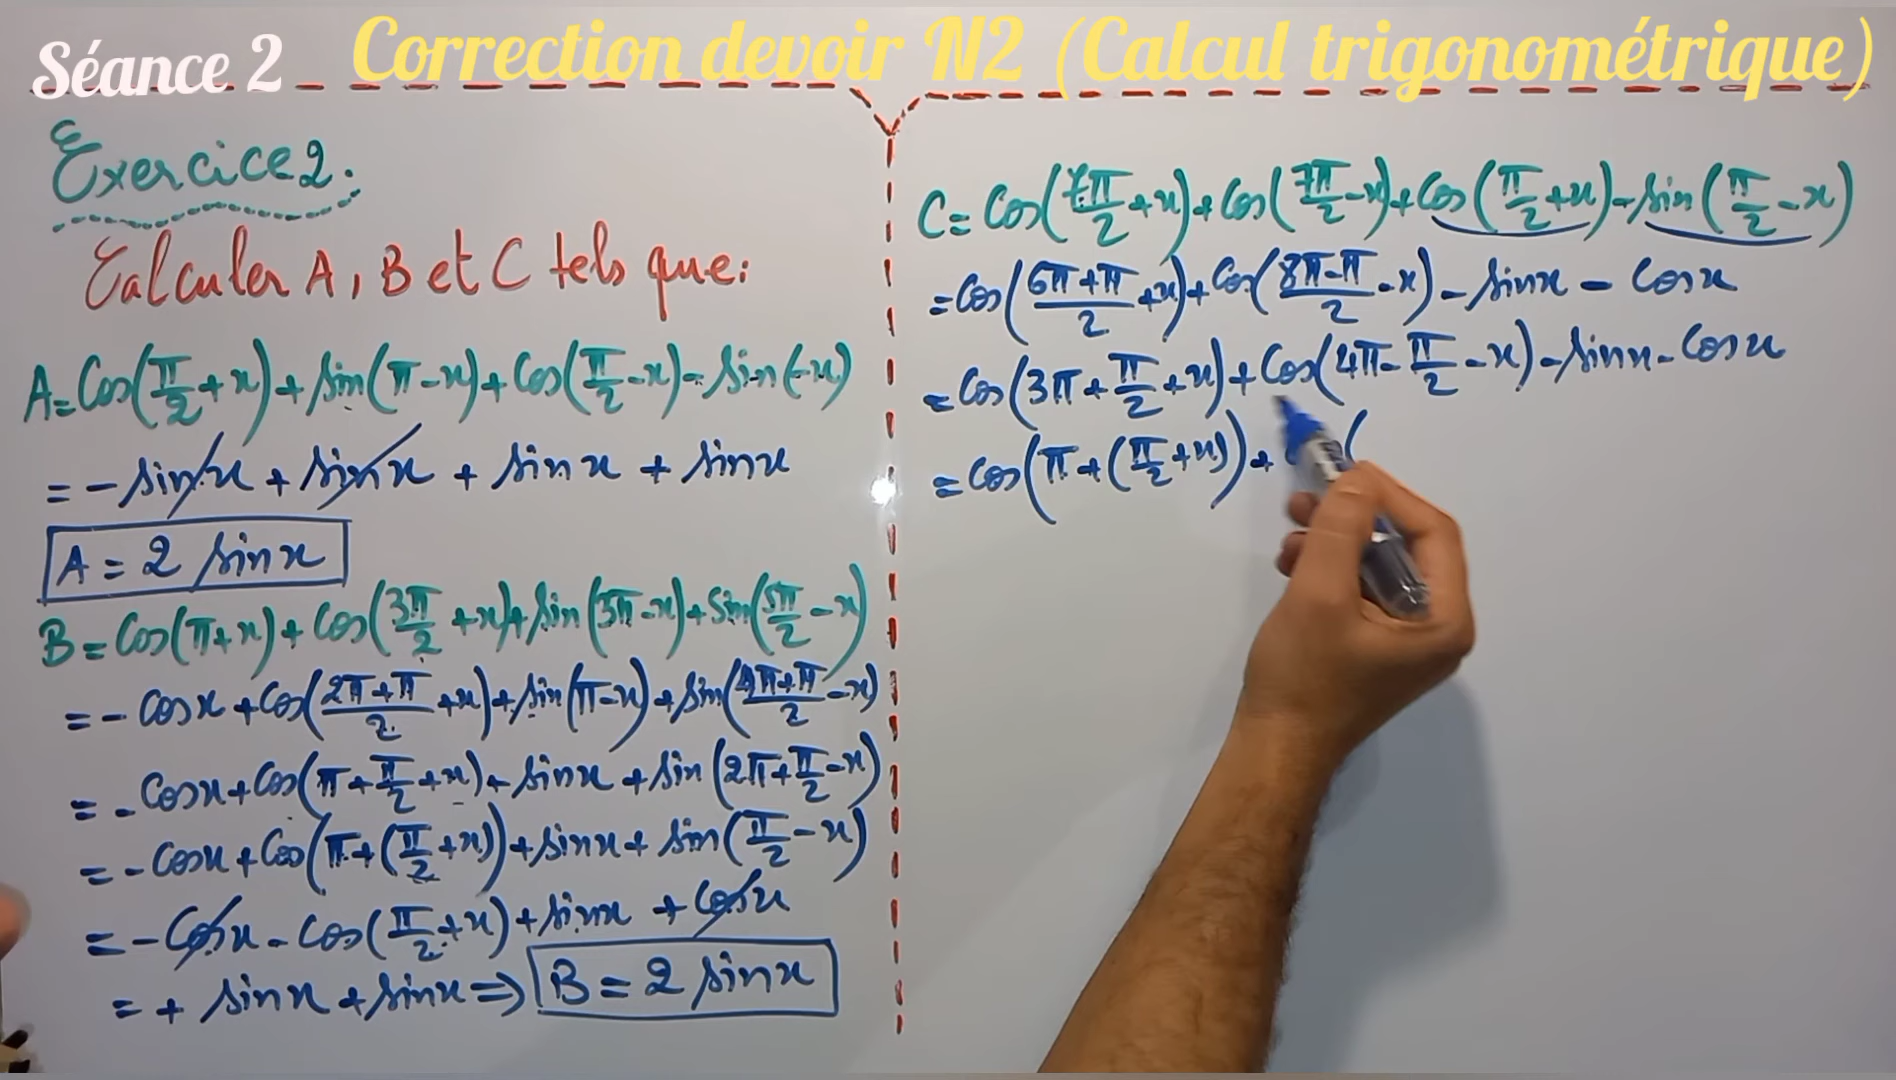 Séance 2
Correction devoir N2 (Calcul trigonométrique)
Exercice 2.
Calculer A, B et C tels que:
A = Cos(π/2 + x) + sin(π - x) + Cos(π/2 - x) - sin(-x)
= - sin x + sin x + sin x + sin x
A = 2 sin x
B = Cos(π + x) + Cos(3π/2 + x) + sin(5π - x) + sin(5π/2 - x)
= - Cos x + Cos((2π + π)/2 + x) + sin(π - x) + sin((4π + π)/2 - x)
= - Cos x + Cos(π + π/2 + x) + sin x + sin(2π + π/2 - x)
= - Cos x + Cos(π + (π/2 + x)) + sin x + sin(π/2 - x)
= - Cos x - Cos(π/2 + x) + sin x + Cos x
= + sin x + sin x ⇒ B = 2 sin x
C = Cos(7π/2 + x) + Cos(7π/2 - x) + Cos(π/2 + x) - sin(π/2 - x)
= Cos((6π + π)/2 + x) + Cos((8π - π)/2 - x) - sin x - Cos x
= Cos(3π + π/2 + x) + Cos(4π - π/2 - x) - sin x - Cos x
= Cos(π + (π/2 + x)) + (